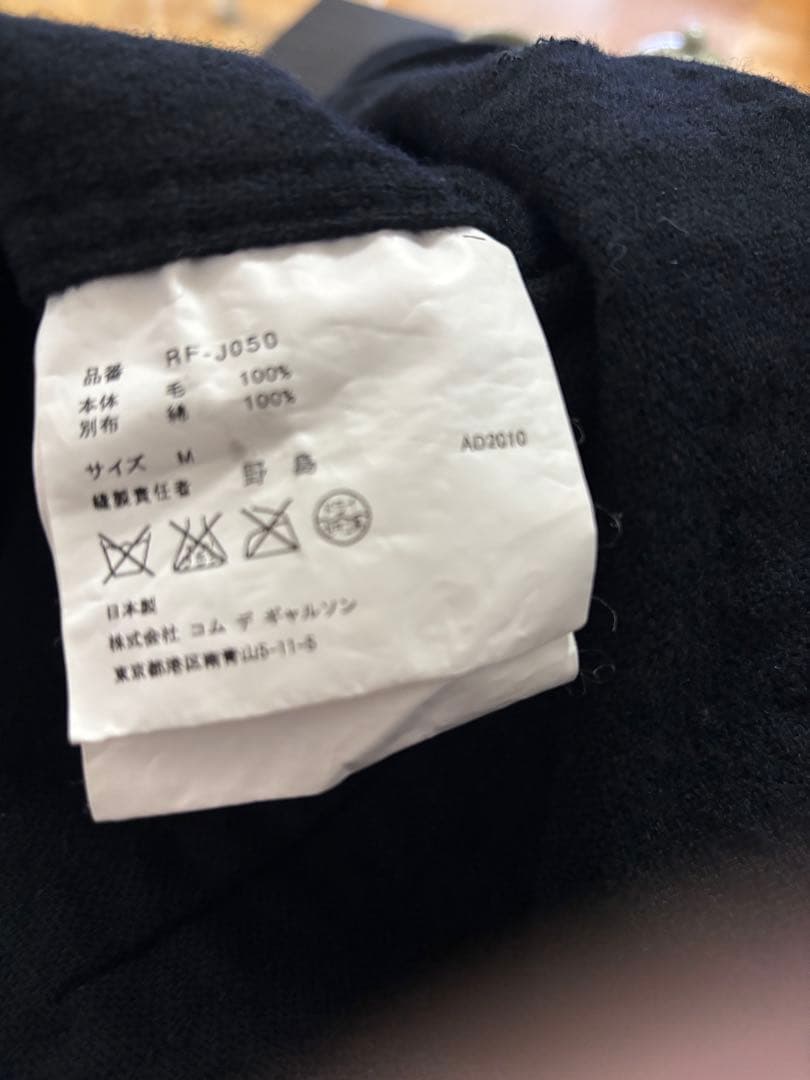 品番 RF-J050
本体 毛 100%
別布 綿 100%
サイズ M
縫製責任者 野島
AD2010
日本製
株式会社 コム デ ギャルソン
東京都港区南青山5-11-5